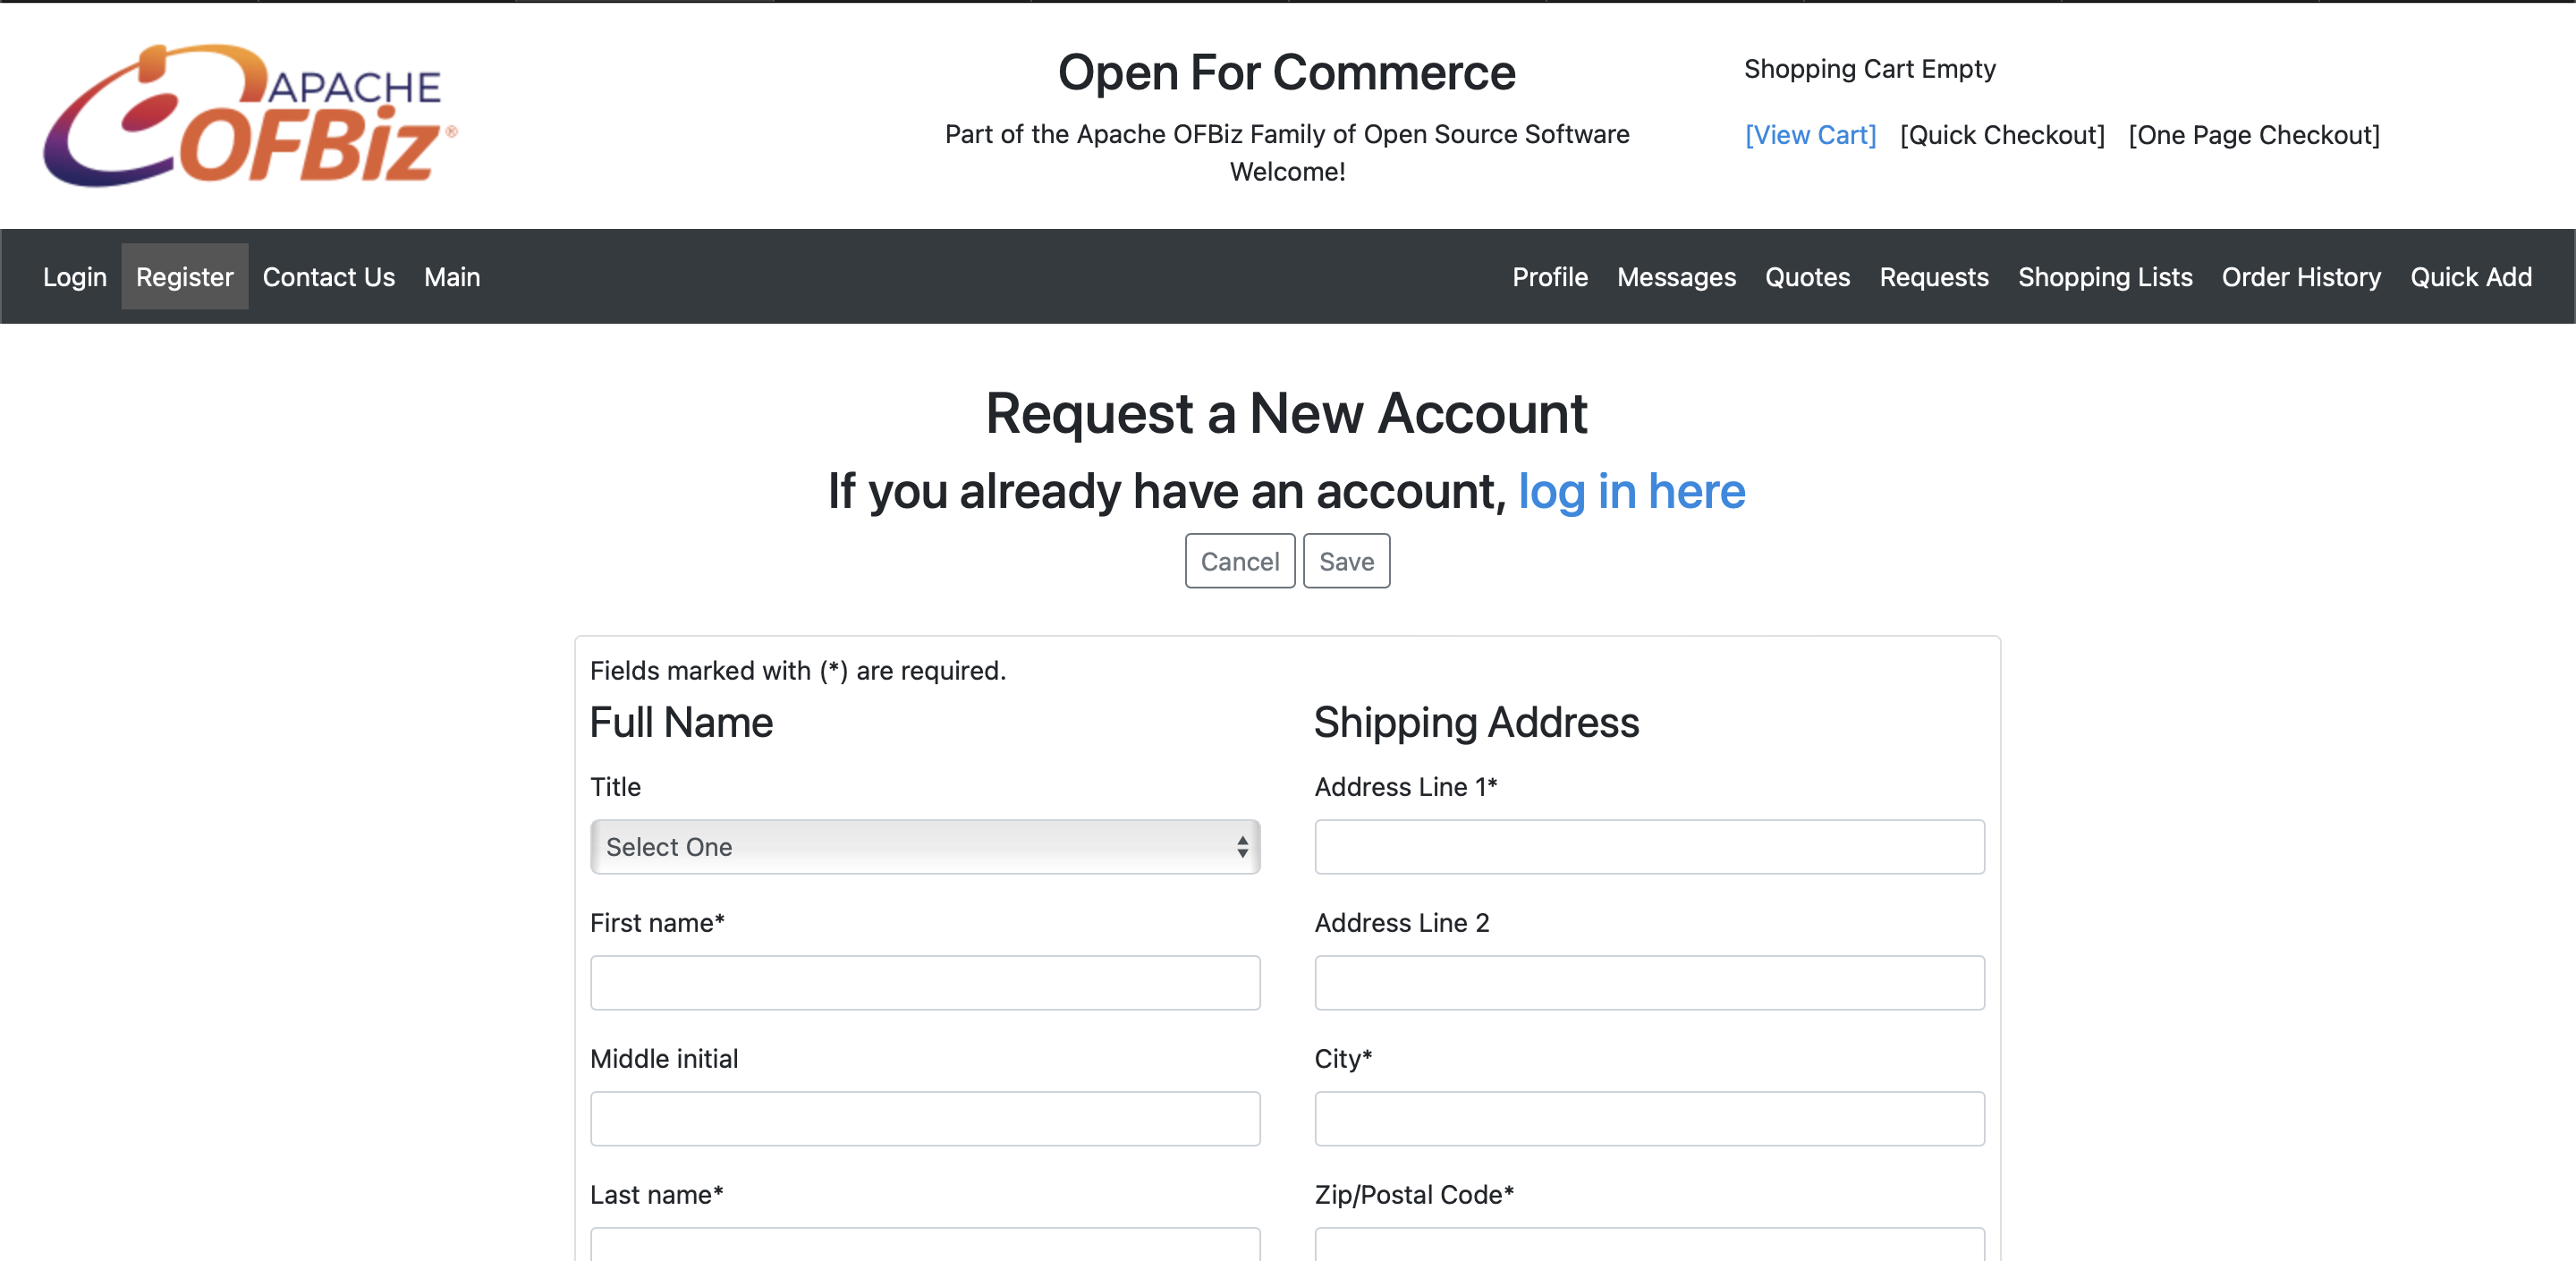 APACHE
OFBiz®
Open For Commerce
Part of the Apache OFBiz Family of Open Source Software
Welcome!
Shopping Cart Empty
[View Cart] [Quick Checkout] [One Page Checkout]
Login Register Contact Us Main Profile Messages Quotes Requests Shopping Lists Order History Quick Add
Request a New Account
If you already have an account, log in here
Cancel Save
Fields marked with (*) are required.
Full Name
Title
Select One
First name*
Middle initial
Last name*
Shipping Address
Address Line 1*
Address Line 2
City*
Zip/Postal Code*